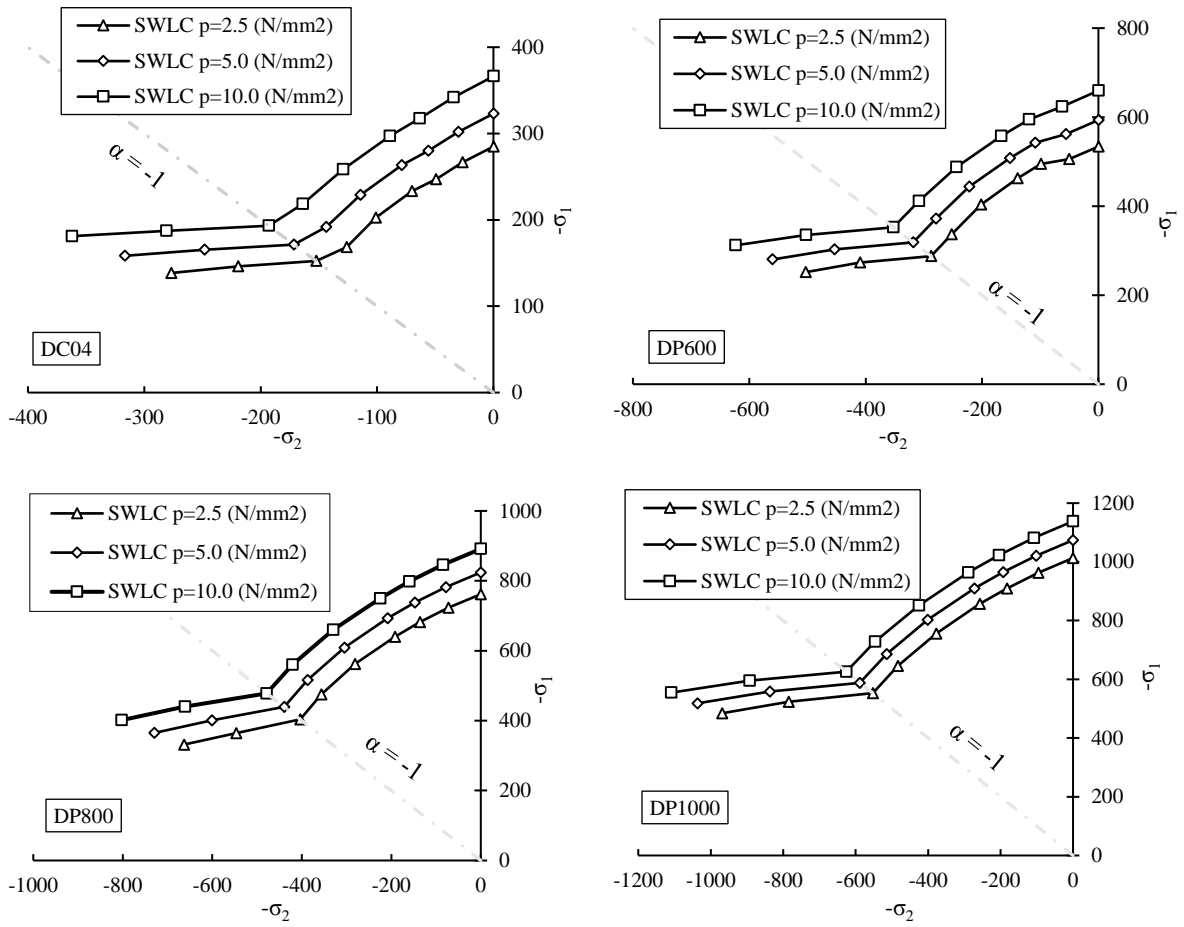 SWLC p=2.5 (N/mm2)
SWLC p=5.0 (N/mm2)
SWLC p=10.0 (N/mm2)
400
300
200
100
0
-σ1
α = -1
DC04
-400
-300
-200
-100
0
-σ2
SWLC p=2.5 (N/mm2)
SWLC p=5.0 (N/mm2)
SWLC p=10.0 (N/mm2)
800
600
400
200
0
-σ1
α = -1
DP600
-800
-600
-400
-200
0
-σ2
SWLC p=2.5 (N/mm2)
SWLC p=5.0 (N/mm2)
SWLC p=10.0 (N/mm2)
1000
800
600
400
200
0
-σ1
α = -1
DP800
-1000
-800
-600
-400
-200
0
-σ2
SWLC p=2.5 (N/mm2)
SWLC p=5.0 (N/mm2)
SWLC p=10.0 (N/mm2)
1200
1000
800
600
400
200
0
-σ1
α = -1
DP1000
-1200
-1000
-800
-600
-400
-200
0
-σ2